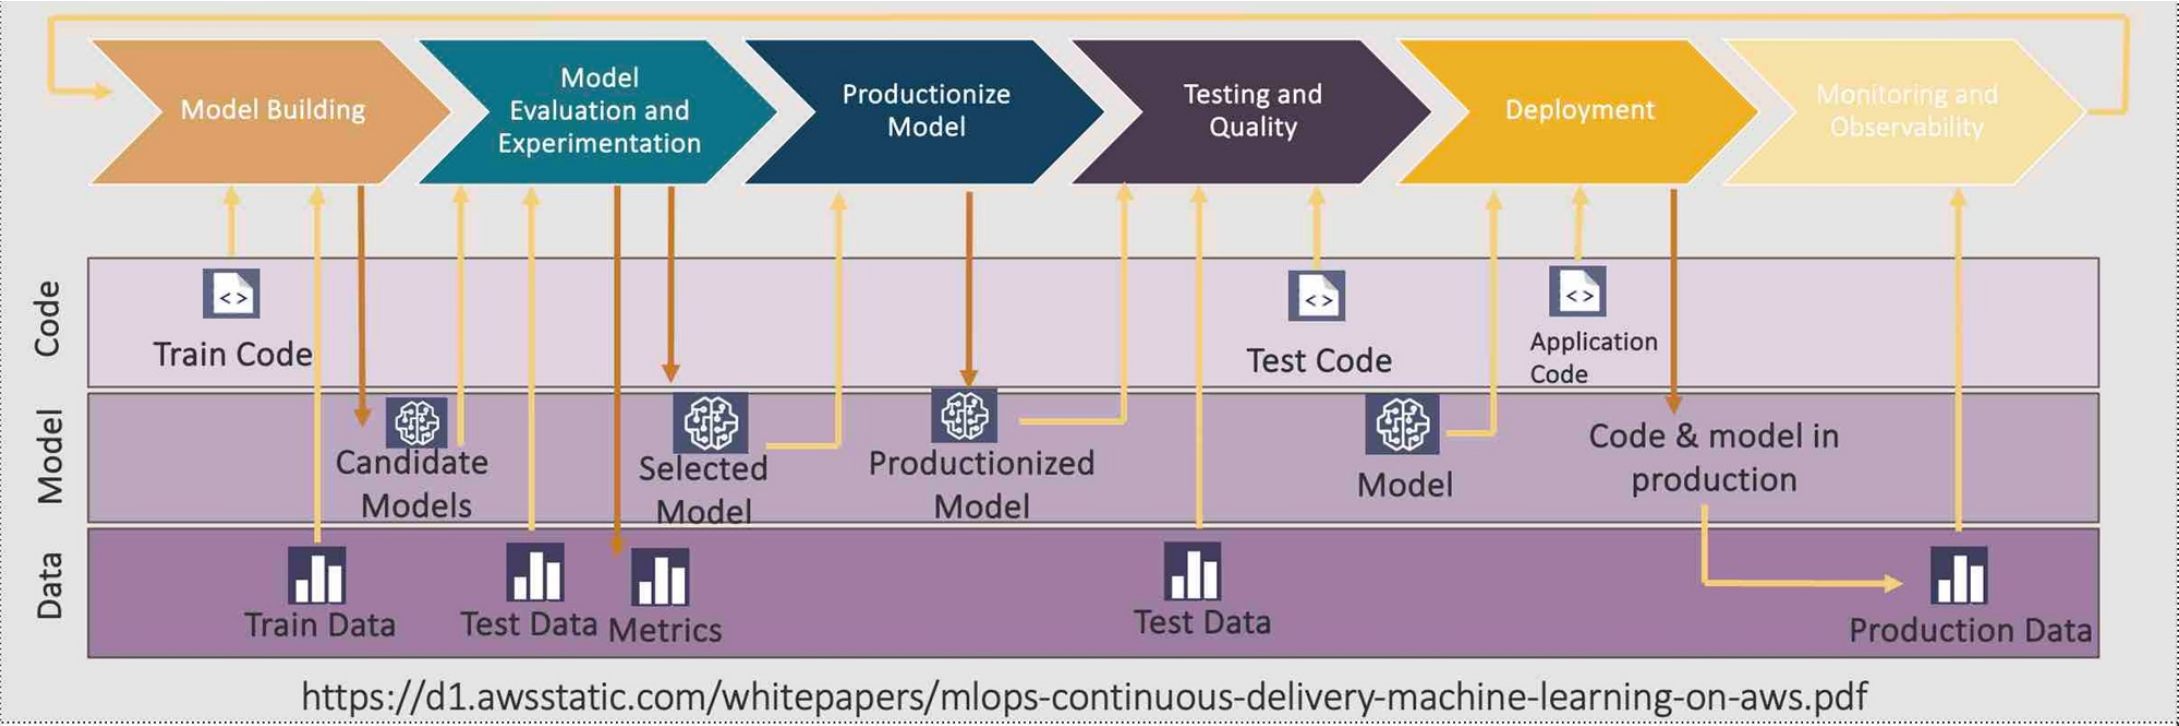 Model Building
Model
Evaluation and
Experimentation
Productionize
Model
Testing and
Quality
Deployment
Monitoring and
Observability
Code
< >
Train Code
< >
Test Code
< >
Application
Code
Model
Candidate
Models
Selected
Model
Productionized
Model
Model
Code & model in
production
Data
Train Data
Test Data
Metrics
Test Data
Production Data
https://d1.awsstatic.com/whitepapers/mlops-continuous-delivery-machine-learning-on-aws.pdf